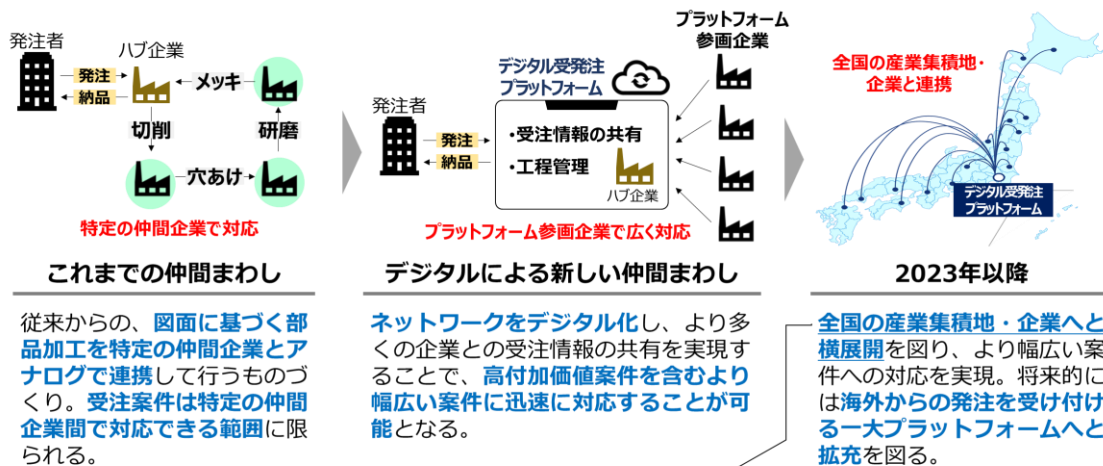 発注者
ハブ企業
発注
納品
メッキ
切削
研磨
穴あけ
特定の仲間企業で対応
これまでの仲間まわし
従来からの、図面に基づく部
品加工を特定の仲間企業とア
ナログで連携して行うものづ
くり。受注案件は特定の仲間
企業間で対応できる範囲に限
られる。
プラットフォーム
参画企業
デジタル受発注
プラットフォーム
発注者
発注
納品
・受注情報の共有
・工程管理
ハブ企業
プラットフォーム参画企業で広く対応
デジタルによる新しい仲間まわし
ネットワークをデジタル化し、より多
くの企業との受注情報の共有を実現す
ることで、高付加価値案件を含むより
幅広い案件に迅速に対応することが可
能となる。
全国の産業集積地・
企業と連携
デジタル受発注
プラットフォーム
2023年以降
全国の産業集積地・企業へと
横展開を図り、より幅広い案
件への対応を実現。将来的に
は海外からの発注を受け付け
る一大プラットフォームへと
拡充を図る。